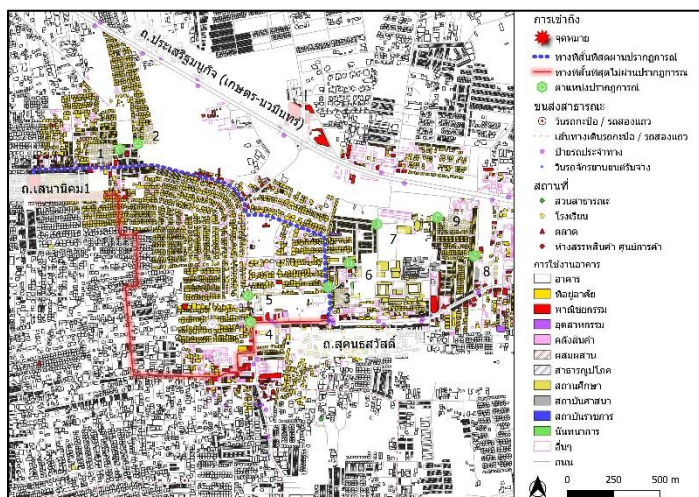 ถ.ประเสริฐมนูกิจ (เกษตร-นวมินทร์)
ถ.เสนานิคม1
ถ.สุคนธสวัสดิ์
1
2
3
4
5
6
7
8
9
การเข้าถึง
จุดหมาย
ทางที่สั้นที่สุดผ่านปรากฏการณ์
ทางที่สั้นที่สุดไม่ผ่านปรากฏการณ์
ตำแหน่งปรากฏการณ์
ขนส่งสาธารณะ
วินรถกะป๊อ / รถสองแถว
เส้นทางเดินรถกะป๊อ / รถสองแถว
ป้ายรถประจำทาง
วินรถจักรยานยนต์รับจ้าง
สถานที่
สวนสาธารณะ
โรงเรียน
ตลาด
ห้างสรรพสินค้า ศูนย์การค้า
การใช้งานอาคาร
อาคาร
ที่อยู่อาศัย
พาณิชยกรรม
อุตสาหกรรม
คลังสินค้า
ผสมผสาน
สาธารณูปโภค
สถานศึกษา
สถาบันศาสนา
สถาบันราชการ
นันทนาการ
อื่นๆ
ถนน
0 250 500 m